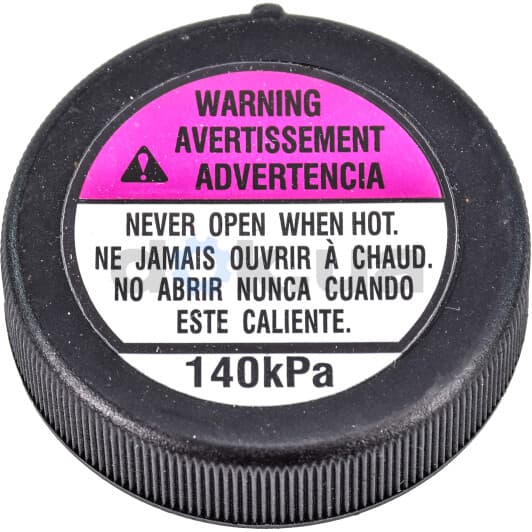 WARNING
AVERTISSEMENT
ADVERTENCIA
NEVER OPEN WHEN HOT.
NE JAMAIS OUVRIR À CHAUD.
NO ABRIR NUNCA CUANDO
ESTE CALIENTE.
140kPa